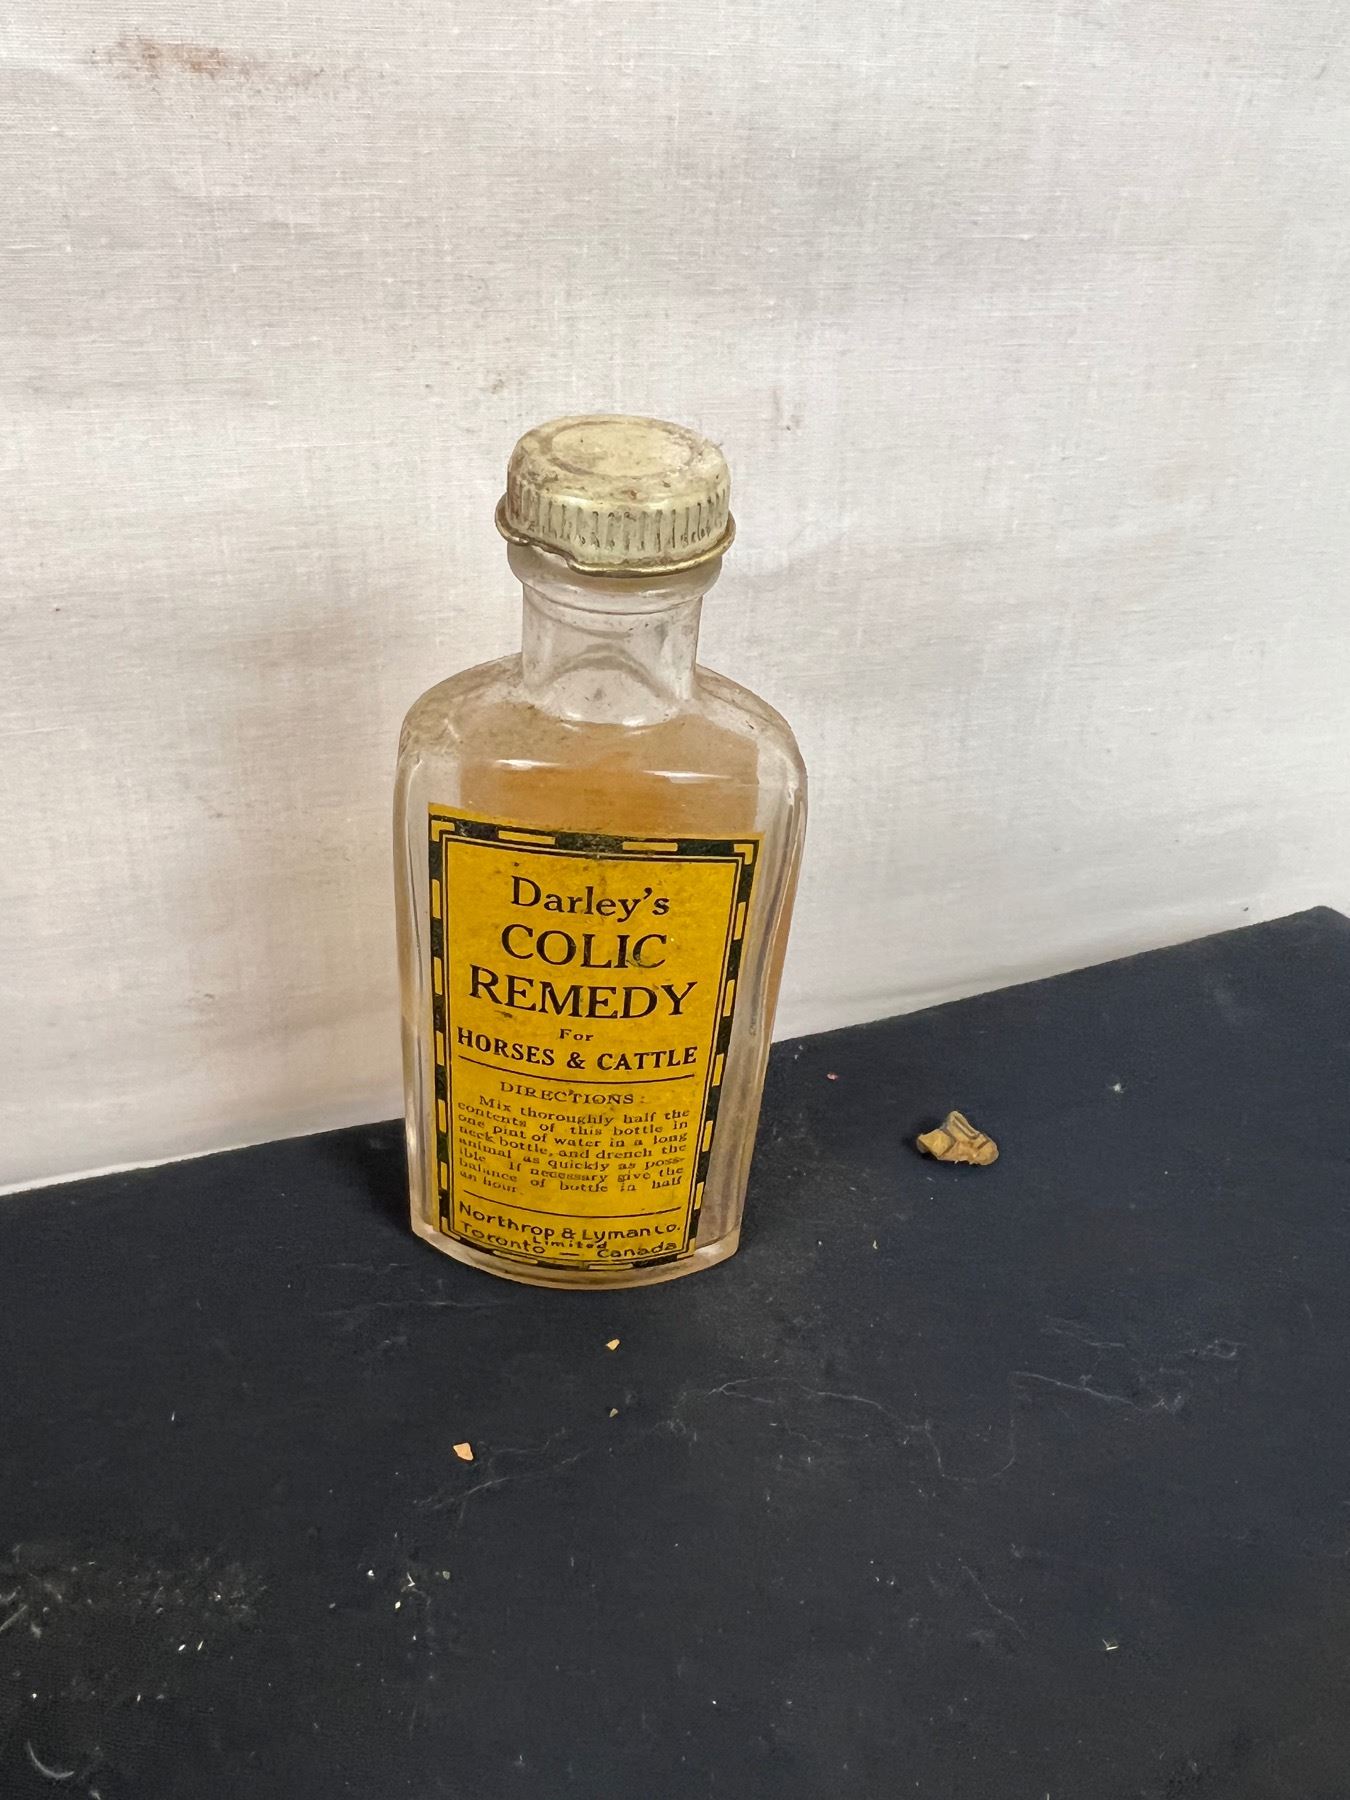 Darley's
COLIC
REMEDY
For
HORSES & CATTLE
DIRECTIONS:
Mix thoroughly half the
contents of this bottle in
one pint of water in a long
neck bottle, and drench the
animal as quickly as poss-
ible. If necessary give the
balance of bottle in half
an hour.
Northrop & Lyman Co.
Limited
Toronto — Canada